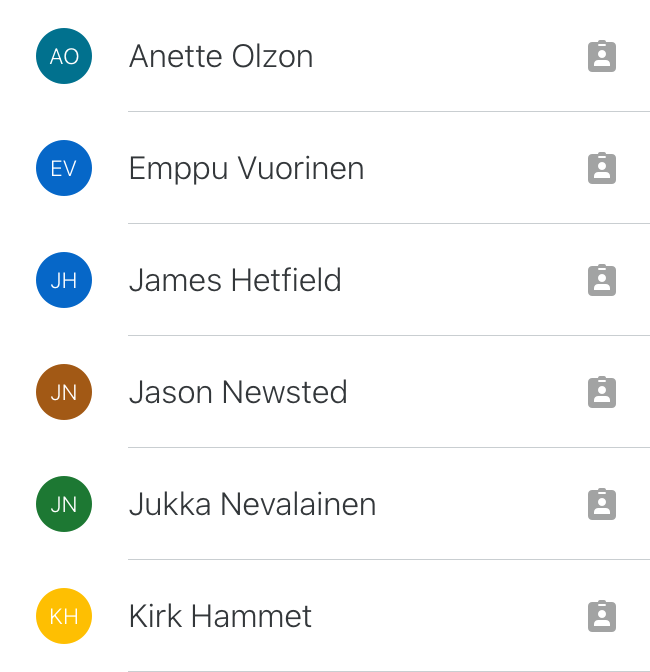 AO Anette Olzon
EV Emppu Vuorinen
JH James Hetfield
JN Jason Newsted
JN Jukka Nevalainen
KH Kirk Hammet